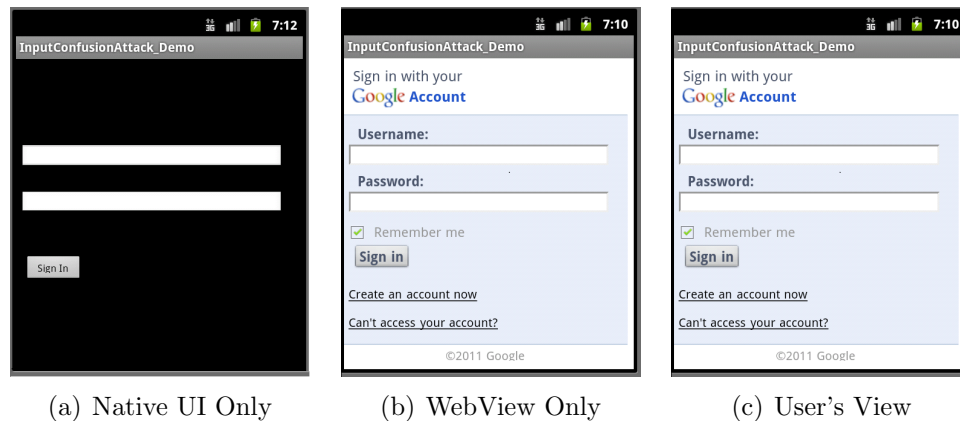 7:12
InputConfusionAttack_Demo
Sign In
(a) Native UI Only
3G
7:10
InputConfusionAttack_Demo
Sign in with your
Google Account
Username:
Password:
Remember me
Sign in
Create an account now
Can't access your account?
©2011 Google
(b) WebView Only
3G
7:10
InputConfusionAttack_Demo
Sign in with your
Google Account
Username:
Password:
Remember me
Sign in
Create an account now
Can't access your account?
©2011 Google
(c) User's View